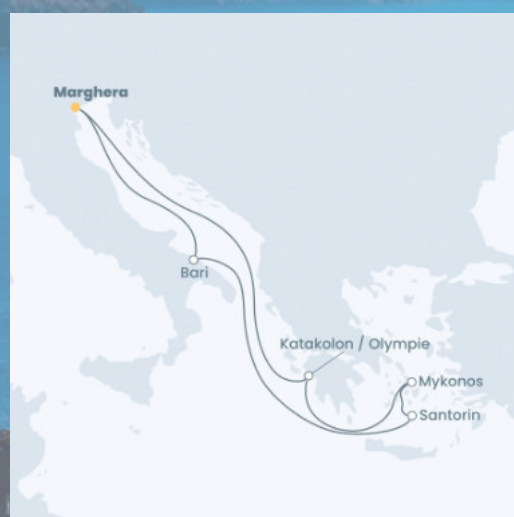 Marghera
Bari
Katakolon / Olympie
Mykonos
Santorin